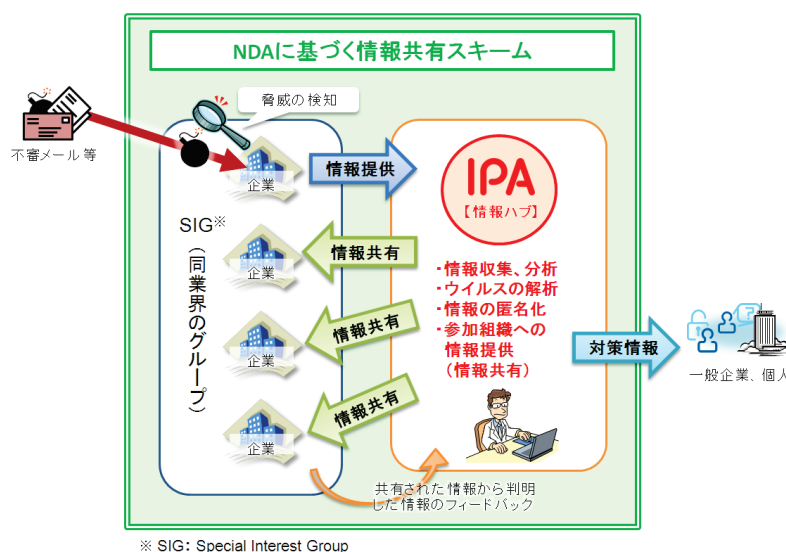 NDAに基づく情報共有スキーム
脅威の検知
不審メール等
企業
情報提供
IPA
【情報ハブ】
SIG※
(同業界のグループ)
企業
情報共有
・情報収集、分析
・ウイルスの解析
・情報の匿名化
・参加組織への
情報提供
(情報共有)
企業
情報共有
対策情報
一般企業、個人
企業
情報共有
共有された情報から判明
した情報のフィードバック
※ SIG: Special Interest Group